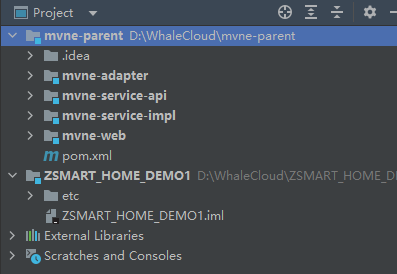 Project
mvne-parent D:\WhaleCloud\mvne-parent
.idea
mvne-adapter
mvne-service-api
mvne-service-impl
mvne-web
pom.xml
ZSMART_HOME_DEMO1 D:\WhaleCloud\ZSMART_HOME_DE
etc
ZSMART_HOME_DEMO1.iml
External Libraries
Scratches and Consoles